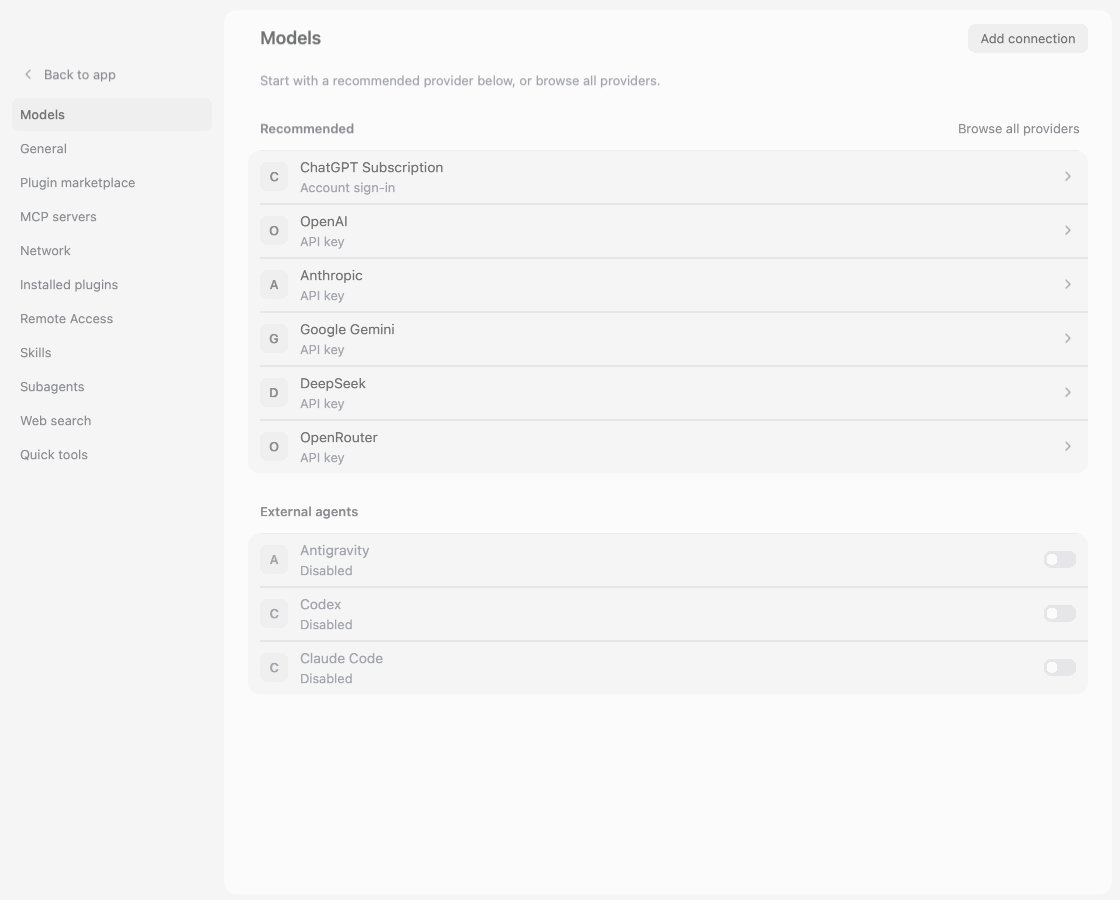 Back to app
Models
General
Plugin marketplace
MCP servers
Network
Installed plugins
Remote Access
Skills
Subagents
Web search
Quick tools
Models
Add connection
Start with a recommended provider below, or browse all providers.
Recommended
Browse all providers
C
ChatGPT Subscription
Account sign-in
O
OpenAI
API key
A
Anthropic
API key
G
Google Gemini
API key
D
DeepSeek
API key
O
OpenRouter
API key
External agents
A
Antigravity
Disabled
C
Codex
Disabled
C
Claude Code
Disabled